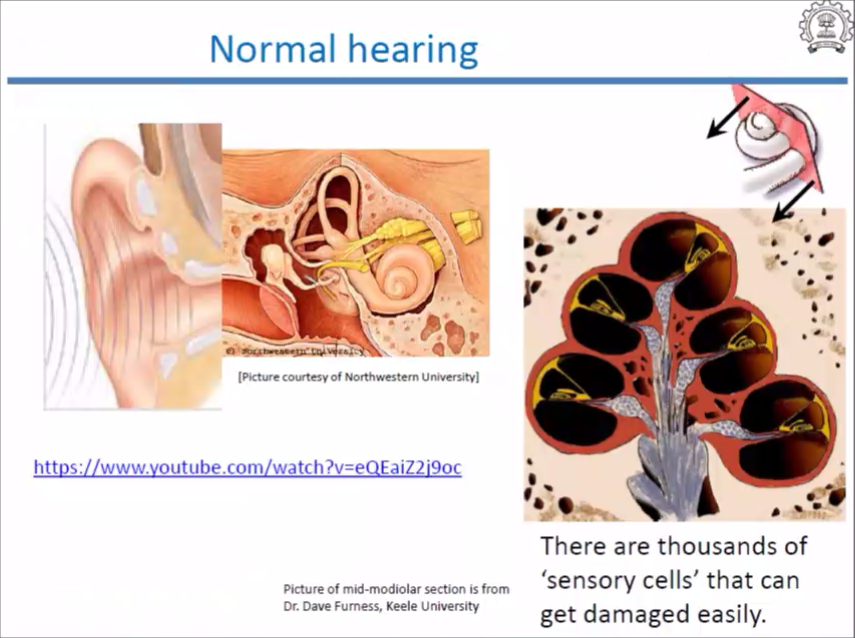 Normal hearing
© Northwestern University
[Picture courtesy of Northwestern University]
https://www.youtube.com/watch?v=eQEaiZ2j9oc
Picture of mid-modiolar section is from
Dr. Dave Furness, Keele University
There are thousands of
‘sensory cells’ that can
get damaged easily.